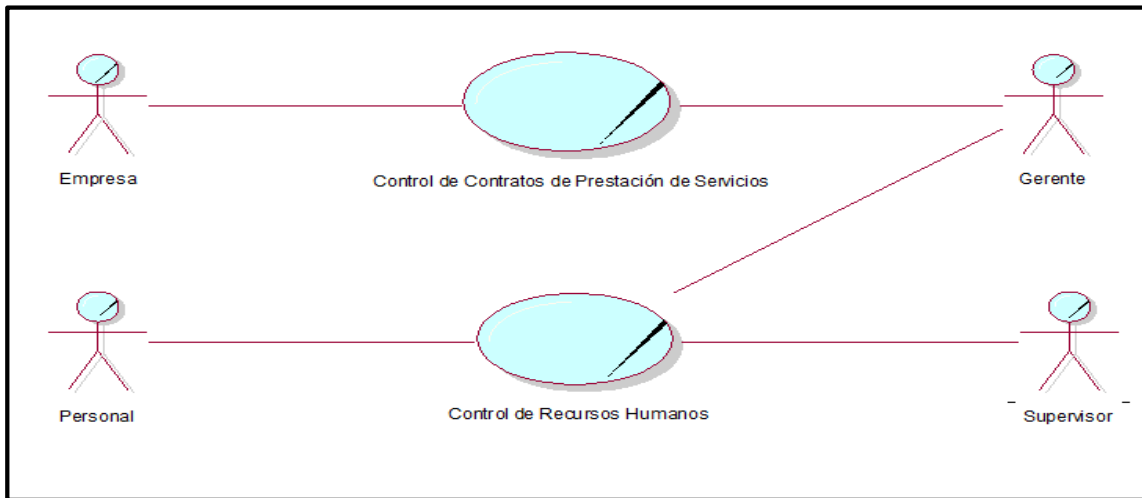 Empresa
Control de Contratos de Prestación de Servicios
Gerente
Personal
Control de Recursos Humanos
Supervisor